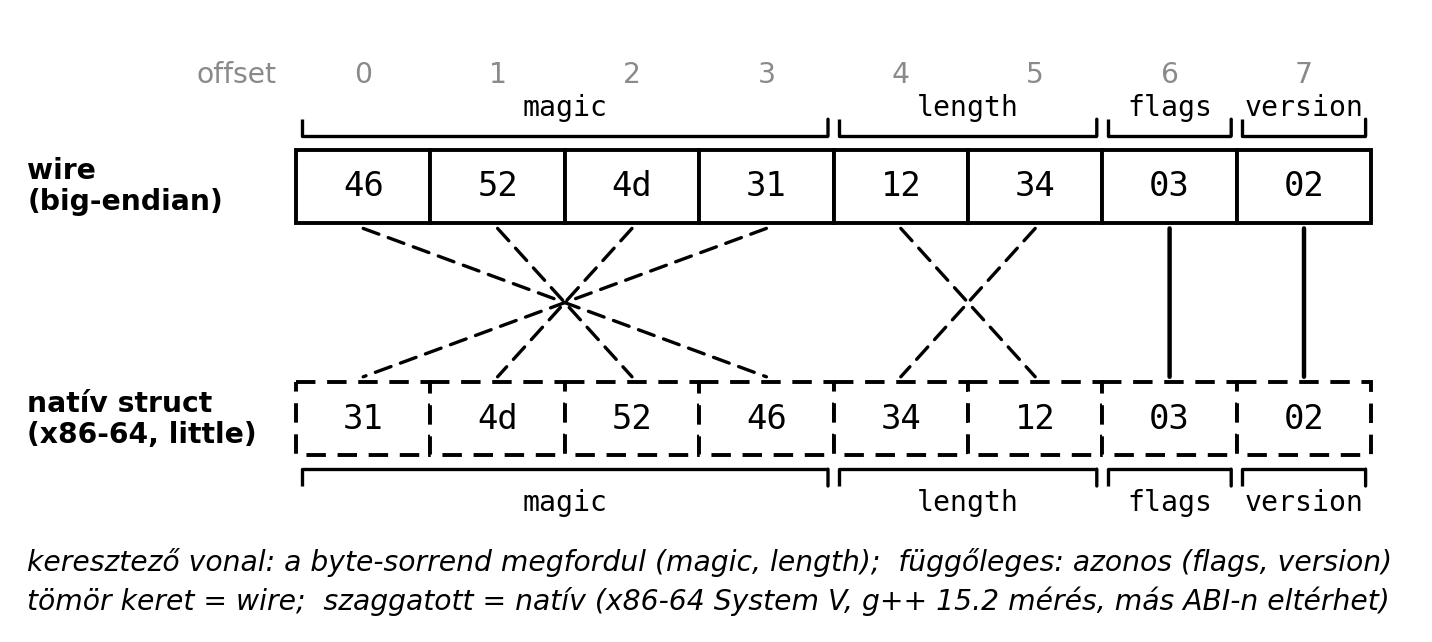 offset 0 1 2 3 4 5 6 7
magic length flags version
wire
(big-endian)
46 52 4d 31 12 34 03 02
natív struct
(x86-64, little)
31 4d 52 46 34 12 03 02
magic length flags version
keresztező vonal: a byte-sorrend megfordul (magic, length); függőleges: azonos (flags, version)
tömör keret = wire; szaggatott = natív (x86-64 System V, g++ 15.2 mérés, más ABI-n eltérhet)